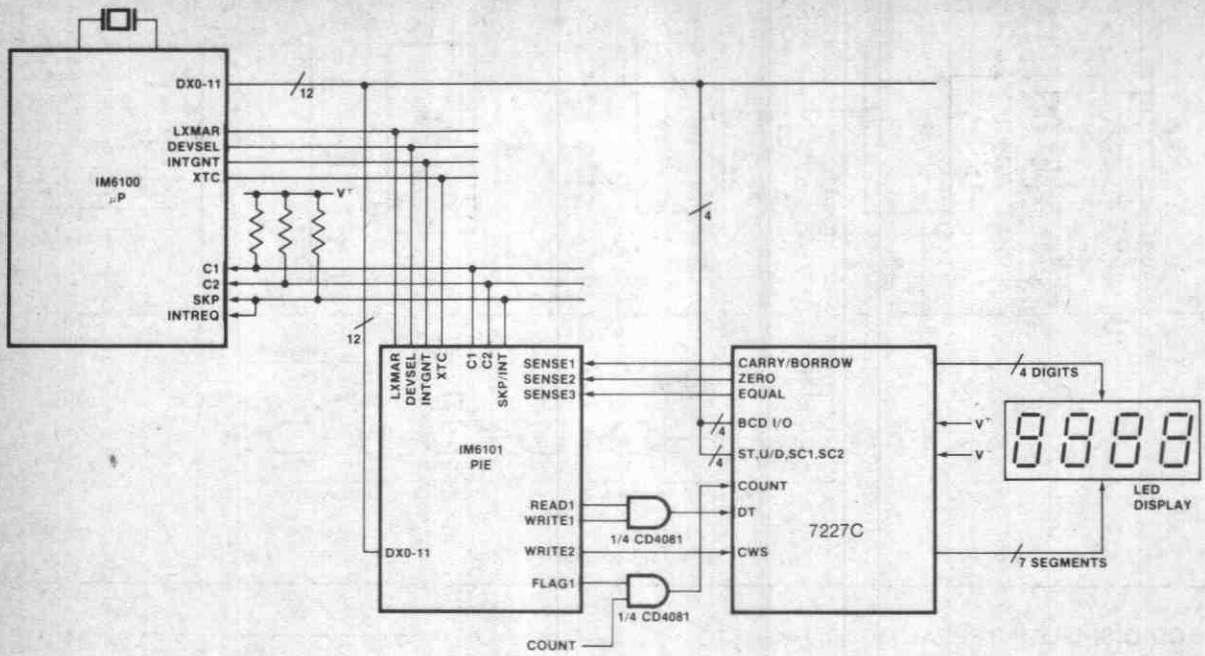 DX0-11
12
LXMAR
DEVSEL
INTGNT
XTC
IM6100
μP
V+
C1
C2
SKP
INTREQ
4
12
LXMAR
DEVSEL
INTGNT
XTC
C1
C2
SKP/INT
SENSE1
SENSE2
SENSE3
IM6101
PIE
READ1
WRITE1
WRITE2
FLAG1
DX0-11
1/4 CD4081
1/4 CD4081
COUNT
CARRY/BORROW
ZERO
EQUAL
4
BCD I/O
4
ST,U/D,SC1,SC2
COUNT
DT
7227C
CWS
4 DIGITS
V+
V-
8888
LED
DISPLAY
7 SEGMENTS